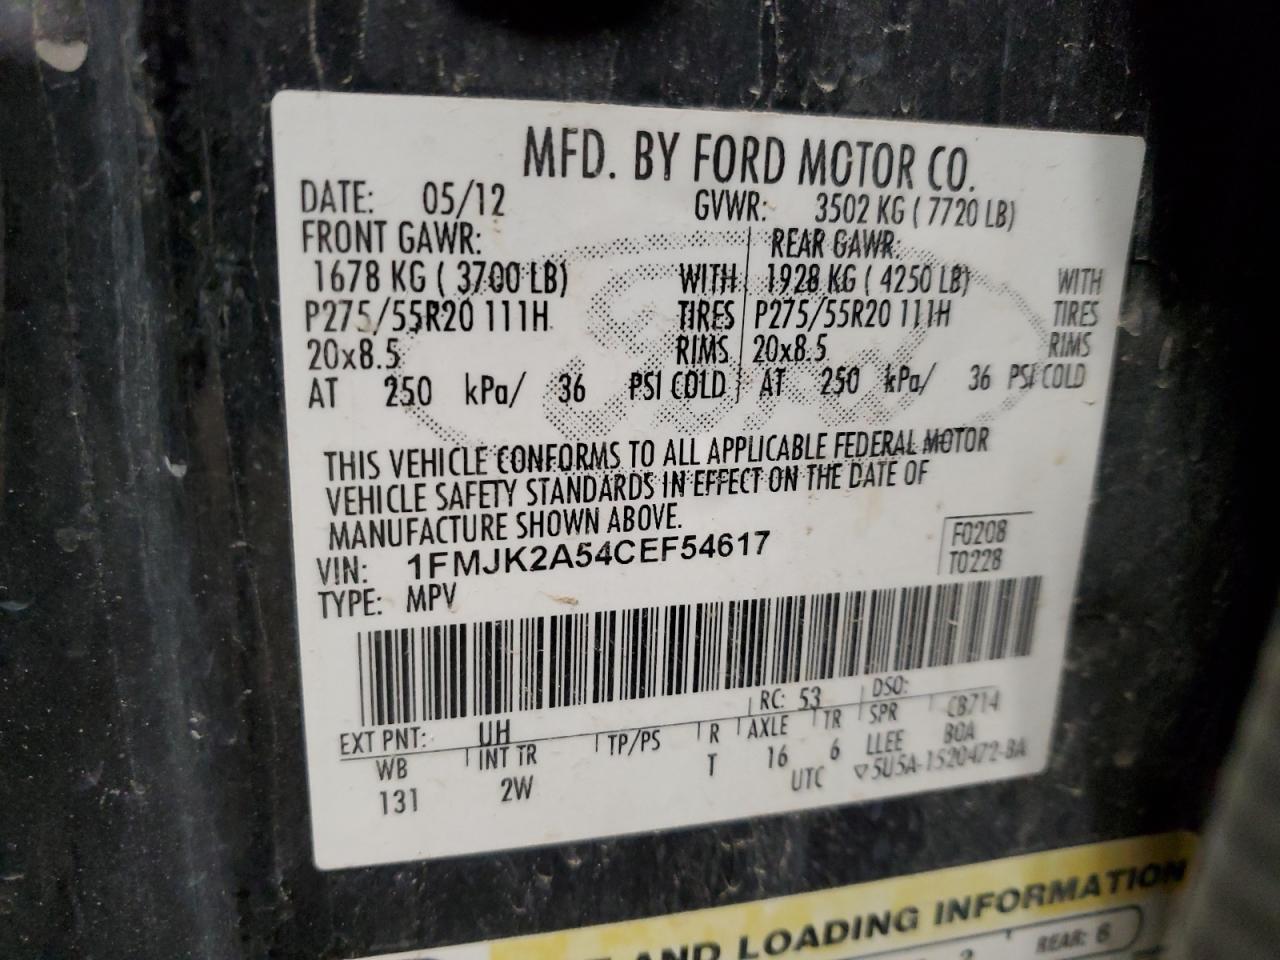 MFD. BY FORD MOTOR CO.
DATE: 05/12 GVWR: 3502 KG ( 7720 LB)
FRONT GAWR: REAR GAWR:
1678 KG ( 3700 LB) WITH 1928 KG ( 4250 LB) WITH
P275/55R20 111H TIRES P275/55R20 111H TIRES
20x8.5 RIMS 20x8.5 RIMS
AT 250 kPa/ 36 PSI COLD AT 250 kPa/ 36 PSI COLD
THIS VEHICLE CONFORMS TO ALL APPLICABLE FEDERAL MOTOR
VEHICLE SAFETY STANDARDS IN EFFECT ON THE DATE OF
MANUFACTURE SHOWN ABOVE.
VIN: 1FMJK2A54CEF54617
F0208
T0228
TYPE: MPV
EXT PNT: UH RC: 53 DSO:
WB INT TR TP/PS R AXLE TR SPR CB714
131 2W T 16 6 LLEE BOA
UTC ▽5U5A-1520472-BA
AND LOADING INFORMATION
REAR: 6